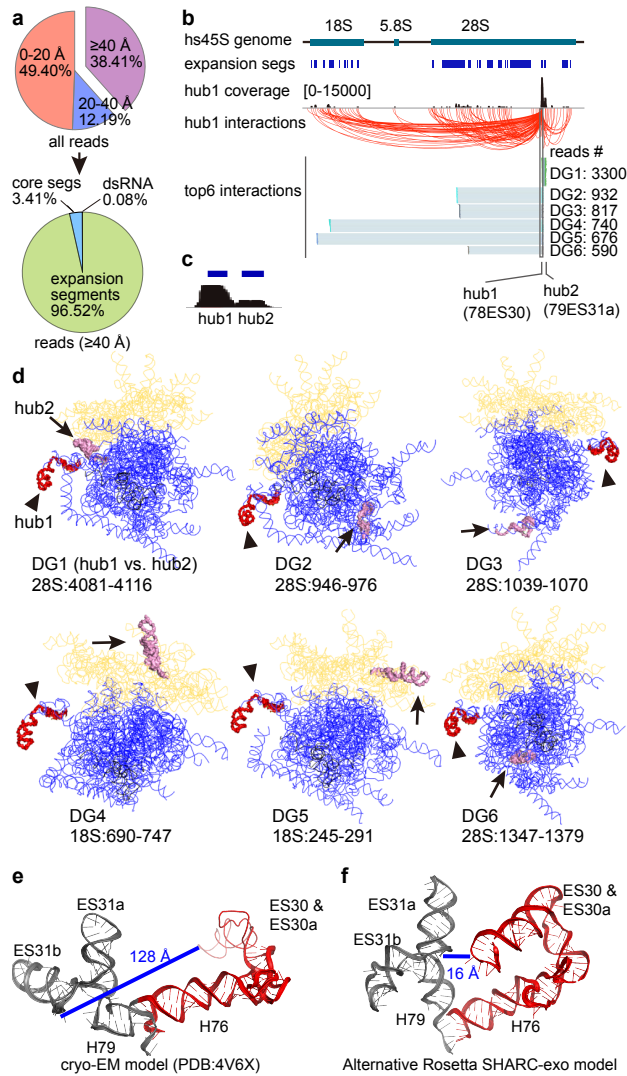 a
0-20 Å
49.40%
≥40 Å
38.41%
20-40 Å
12.19%
all reads
core segs
3.41%
dsRNA
0.08%
expansion
segments
96.52%
reads (≥40 Å)
b
18S
5.8S
28S
hs45S genome
expansion segs
hub1 coverage
[0-15000]
hub1 interactions
reads #
top6 interactions
DG1: 3300
DG2: 932
DG3: 817
DG4: 740
DG5: 676
DG6: 590
hub1
(78ES30)
hub2
(79ES31a)
c
hub1 hub2
d
hub2
hub1
DG1 (hub1 vs. hub2)
28S:4081-4116
DG2
28S:946-976
DG3
28S:1039-1070
DG4
18S:690-747
DG5
18S:245-291
DG6
28S:1347-1379
e
ES31a
ES30 &
ES30a
ES31b
128 Å
H79
H76
cryo-EM model (PDB:4V6X)
f
ES31a
ES30 &
ES30a
ES31b
16 Å
H79
H76
Alternative Rosetta SHARC-exo model